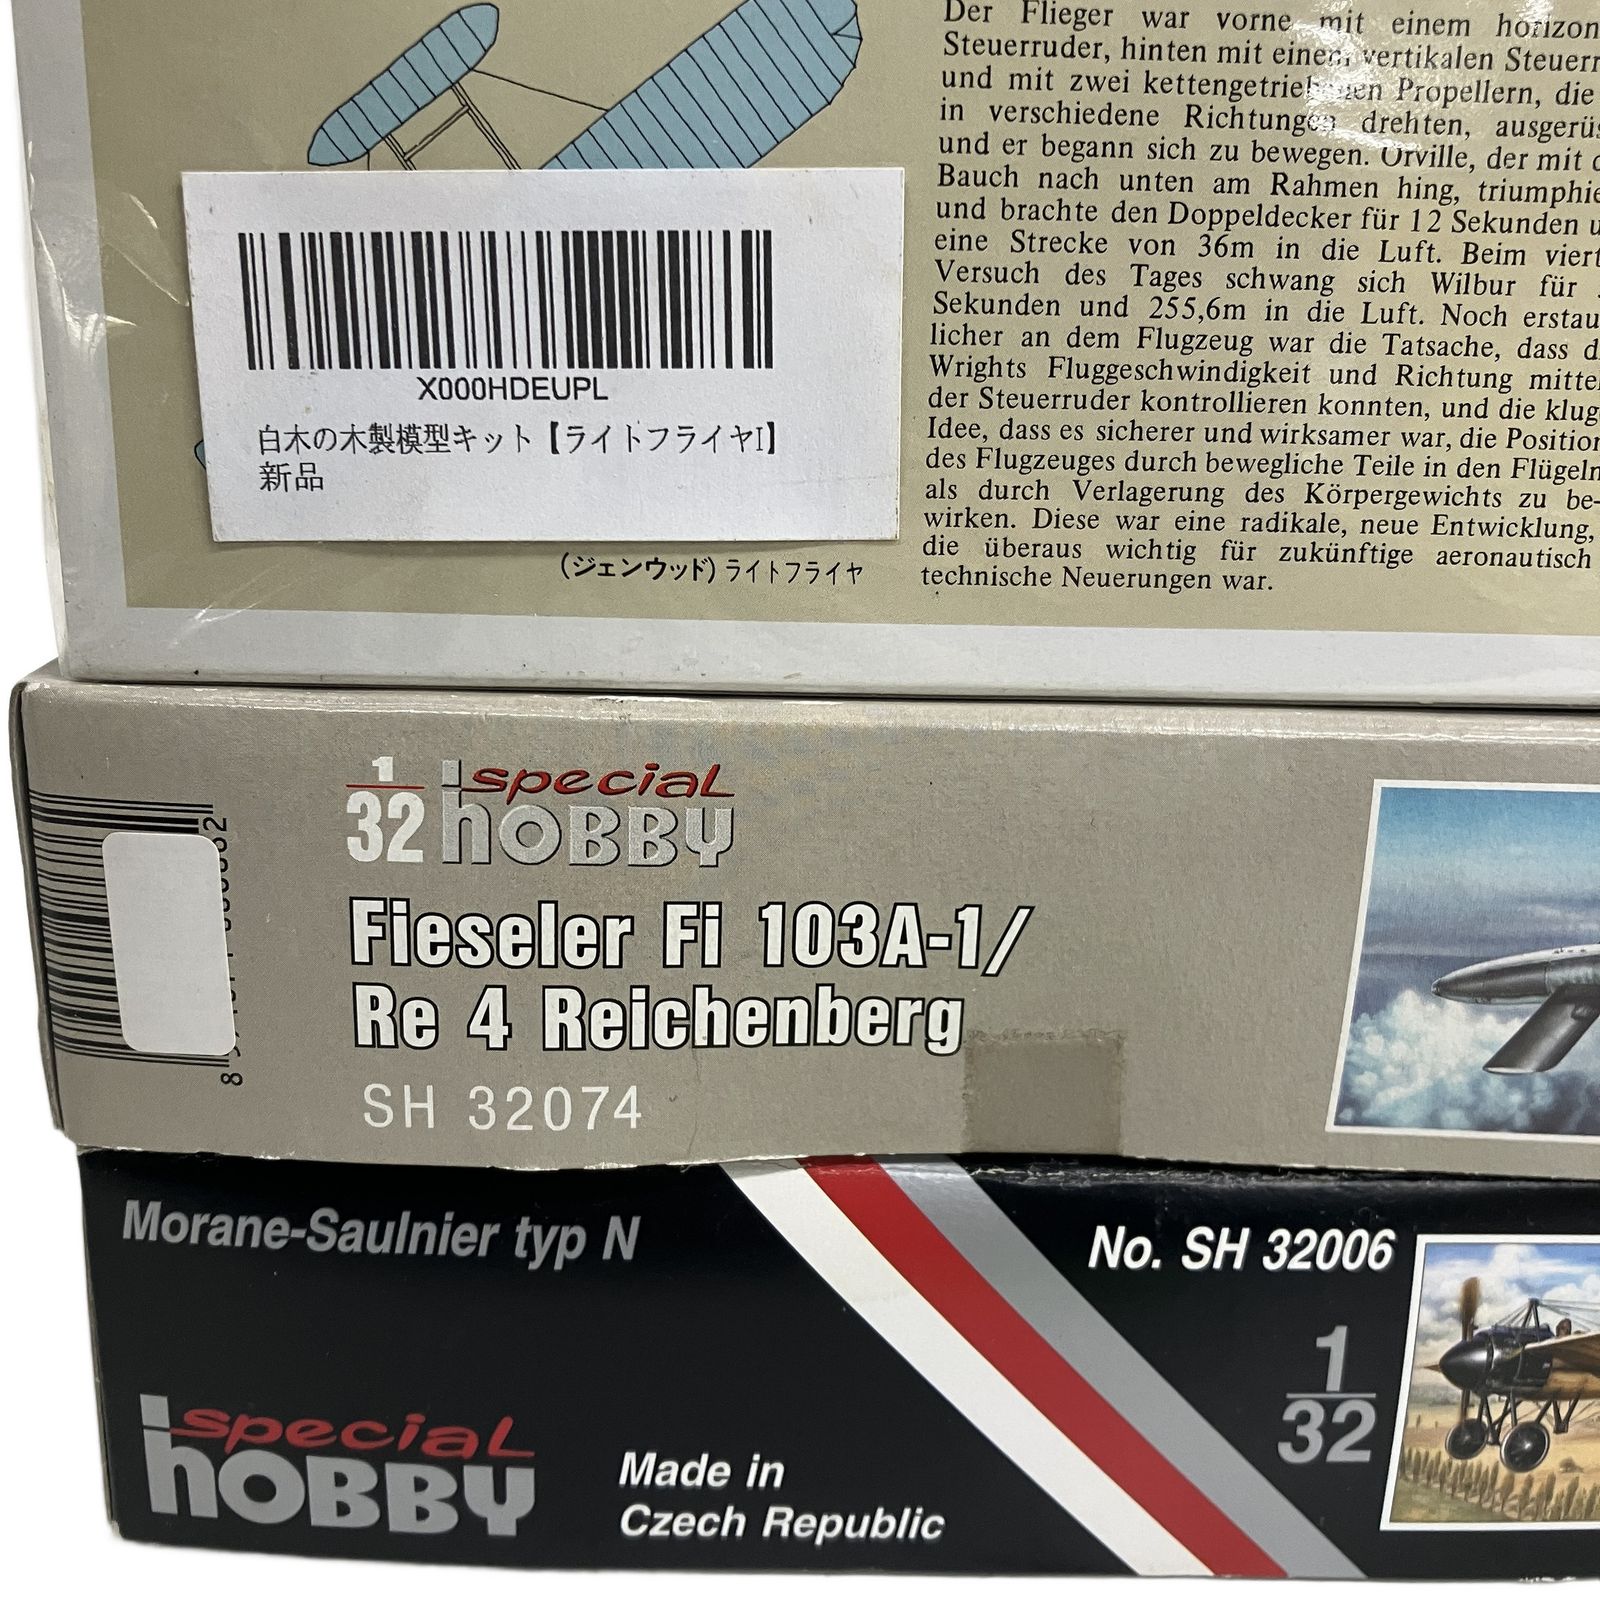 Der Flieger war vorne mit einem
Steuerruder, hinten mit einem vertikalen
und mit zwei kettengetriebenen Propellern, die
in verschiedene Richtungen drehten,
und er begann sich zu bewegen. Orville, der mit
Bauch nach unten am Rahmen hing,
und brachte den Doppeldecker für 12 Sekunden
eine Strecke von 36m in die Luft. Beim
Versuch des Tages schwang sich Wilbur für
Sekunden und 255,6m in die Luft. Noch erstau
licher an dem Flugzeug war die Tatsache, dass
Wrights Fluggeschwindigkeit und Richtung
der Steuerruder kontrollieren konnten, und die
Idee, dass es sicherer und wirksamer war, die Position
des Flugzeuges durch bewegliche Teile in den Flügeln
als durch Verlagerung des Körpergewichts zu be-
wirken. Diese war eine radikale, neue Entwicklung,
die überaus wichtig für zukünftige aeronautisch
technische Neuerungen war.
X000HDEUPL
白木の木製模型キット【ライトフライヤI】
新品
(ジェンウッド) ライトフライヤ
1/32 special
HOBBY
Fieseler Fi 103A-1/
Re 4 Reichenberg
SH 32074
Morane-Saulnier typ N
No. SH 32006
1/32
special
HOBBY
Made in
Czech Republic